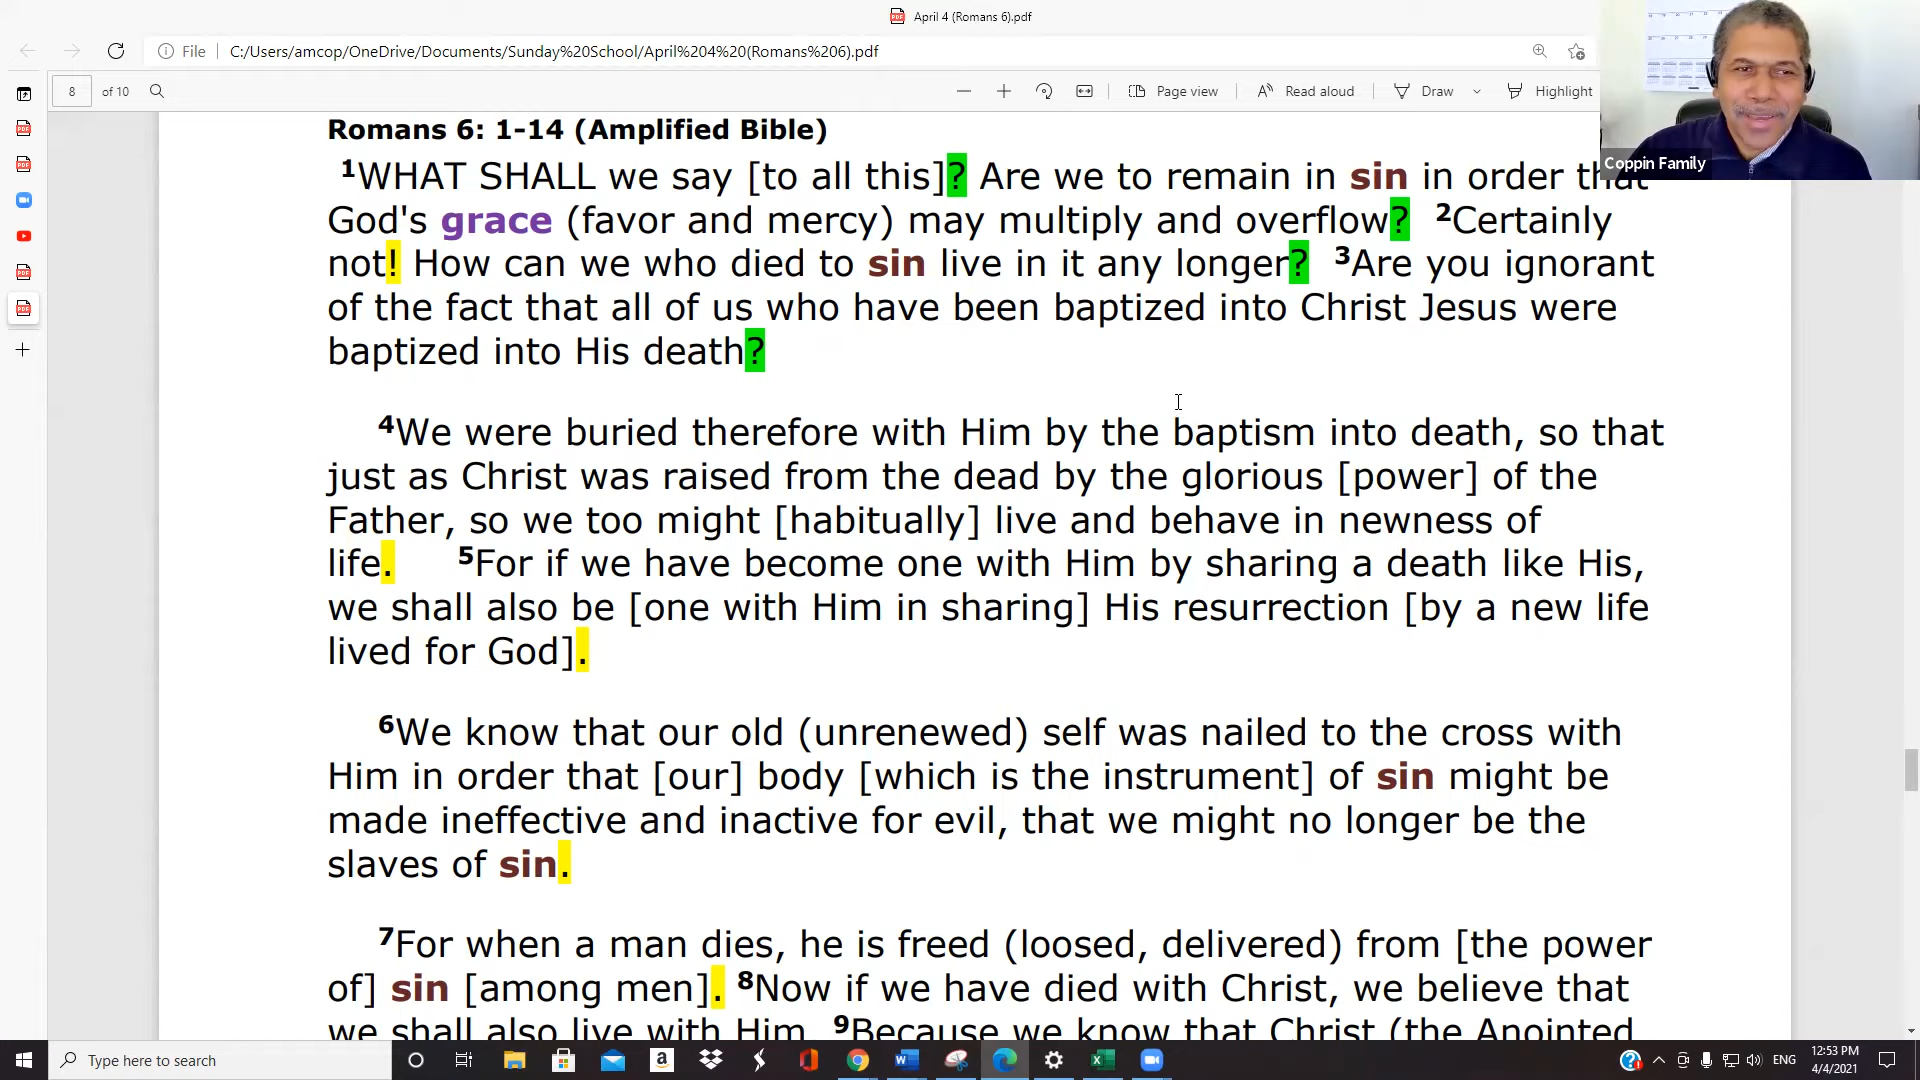 April 4 (Romans 6).pdf
File C:/Users/amcop/OneDrive/Documents/Sunday%20School/April%204%20(Romans%206).pdf
8 of 10 Page view Read aloud Draw Highlight
Coppin Family
Romans 6: 1-14 (Amplified Bible)
1WHAT SHALL we say [to all this]? Are we to remain in sin in order that
God's grace (favor and mercy) may multiply and overflow? 2Certainly
not! How can we who died to sin live in it any longer? 3Are you ignorant
of the fact that all of us who have been baptized into Christ Jesus were
baptized into His death?
4We were buried therefore with Him by the baptism into death, so that
just as Christ was raised from the dead by the glorious [power] of the
Father, so we too might [habitually] live and behave in newness of
life. 5For if we have become one with Him by sharing a death like His,
we shall also be [one with Him in sharing] His resurrection [by a new life
lived for God].
6We know that our old (unrenewed) self was nailed to the cross with
Him in order that [our] body [which is the instrument] of sin might be
made ineffective and inactive for evil, that we might no longer be the
slaves of sin.
7For when a man dies, he is freed (loosed, delivered) from [the power
of] sin [among men]. 8Now if we have died with Christ, we believe that
we shall also live with Him, 9Because we know that Christ (the Anointed
Type here to search
ENG
12:53 PM
4/4/2021